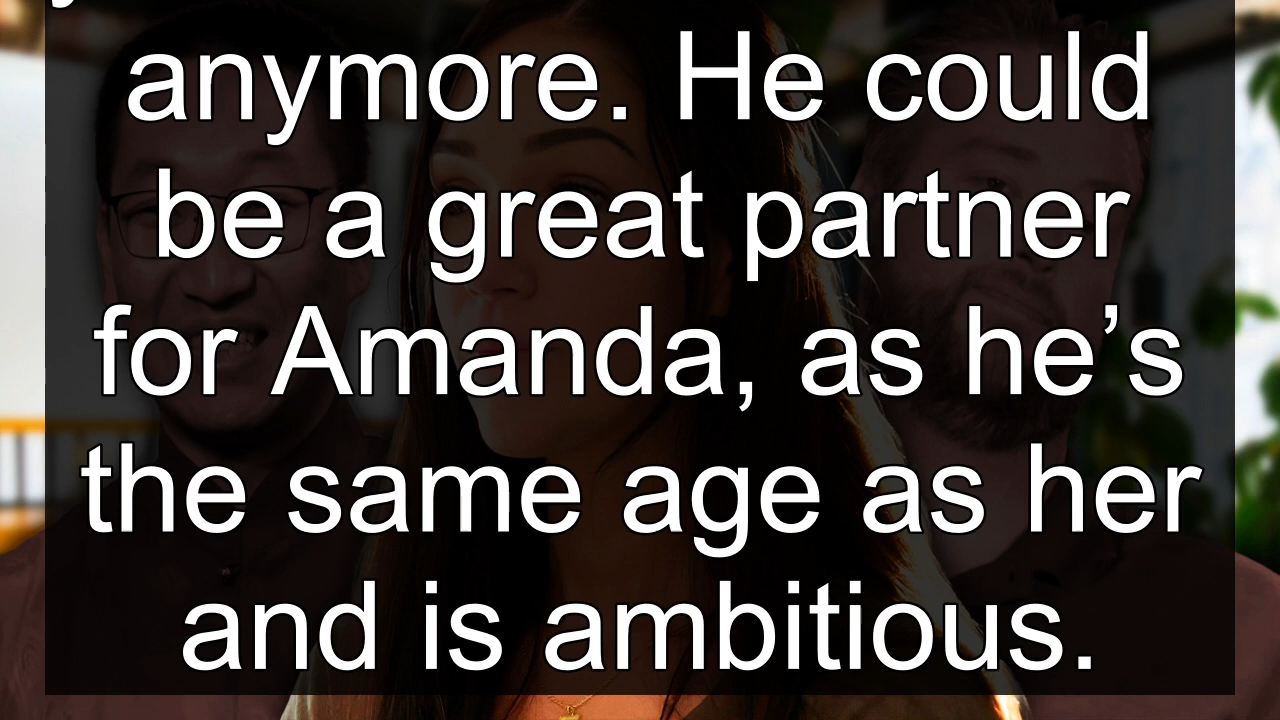 anymore. He could
be a great partner
for Amanda, as he’s
the same age as her
and is ambitious.